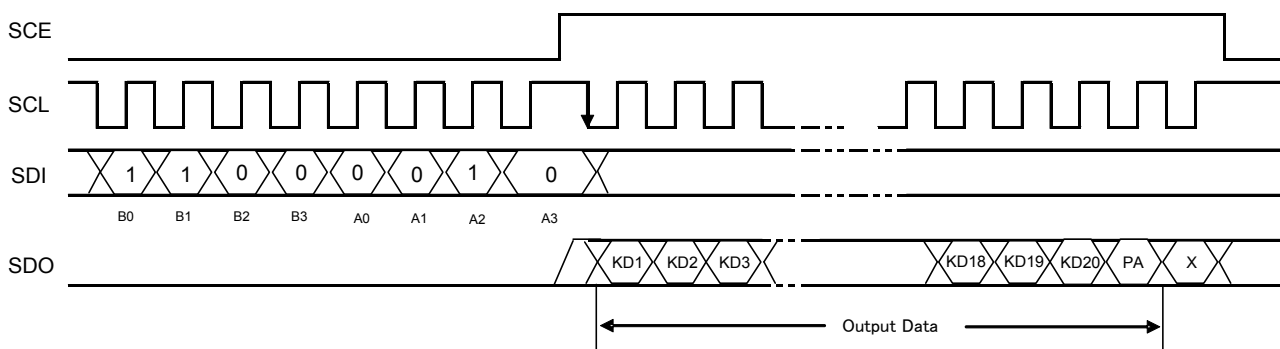 SCE
SCL
SDI 1 1 0 0 0 0 1 0
B0 B1 B2 B3 A0 A1 A2 A3
SDO KD1 KD2 KD3 KD18 KD19 KD20 PA X
Output Data